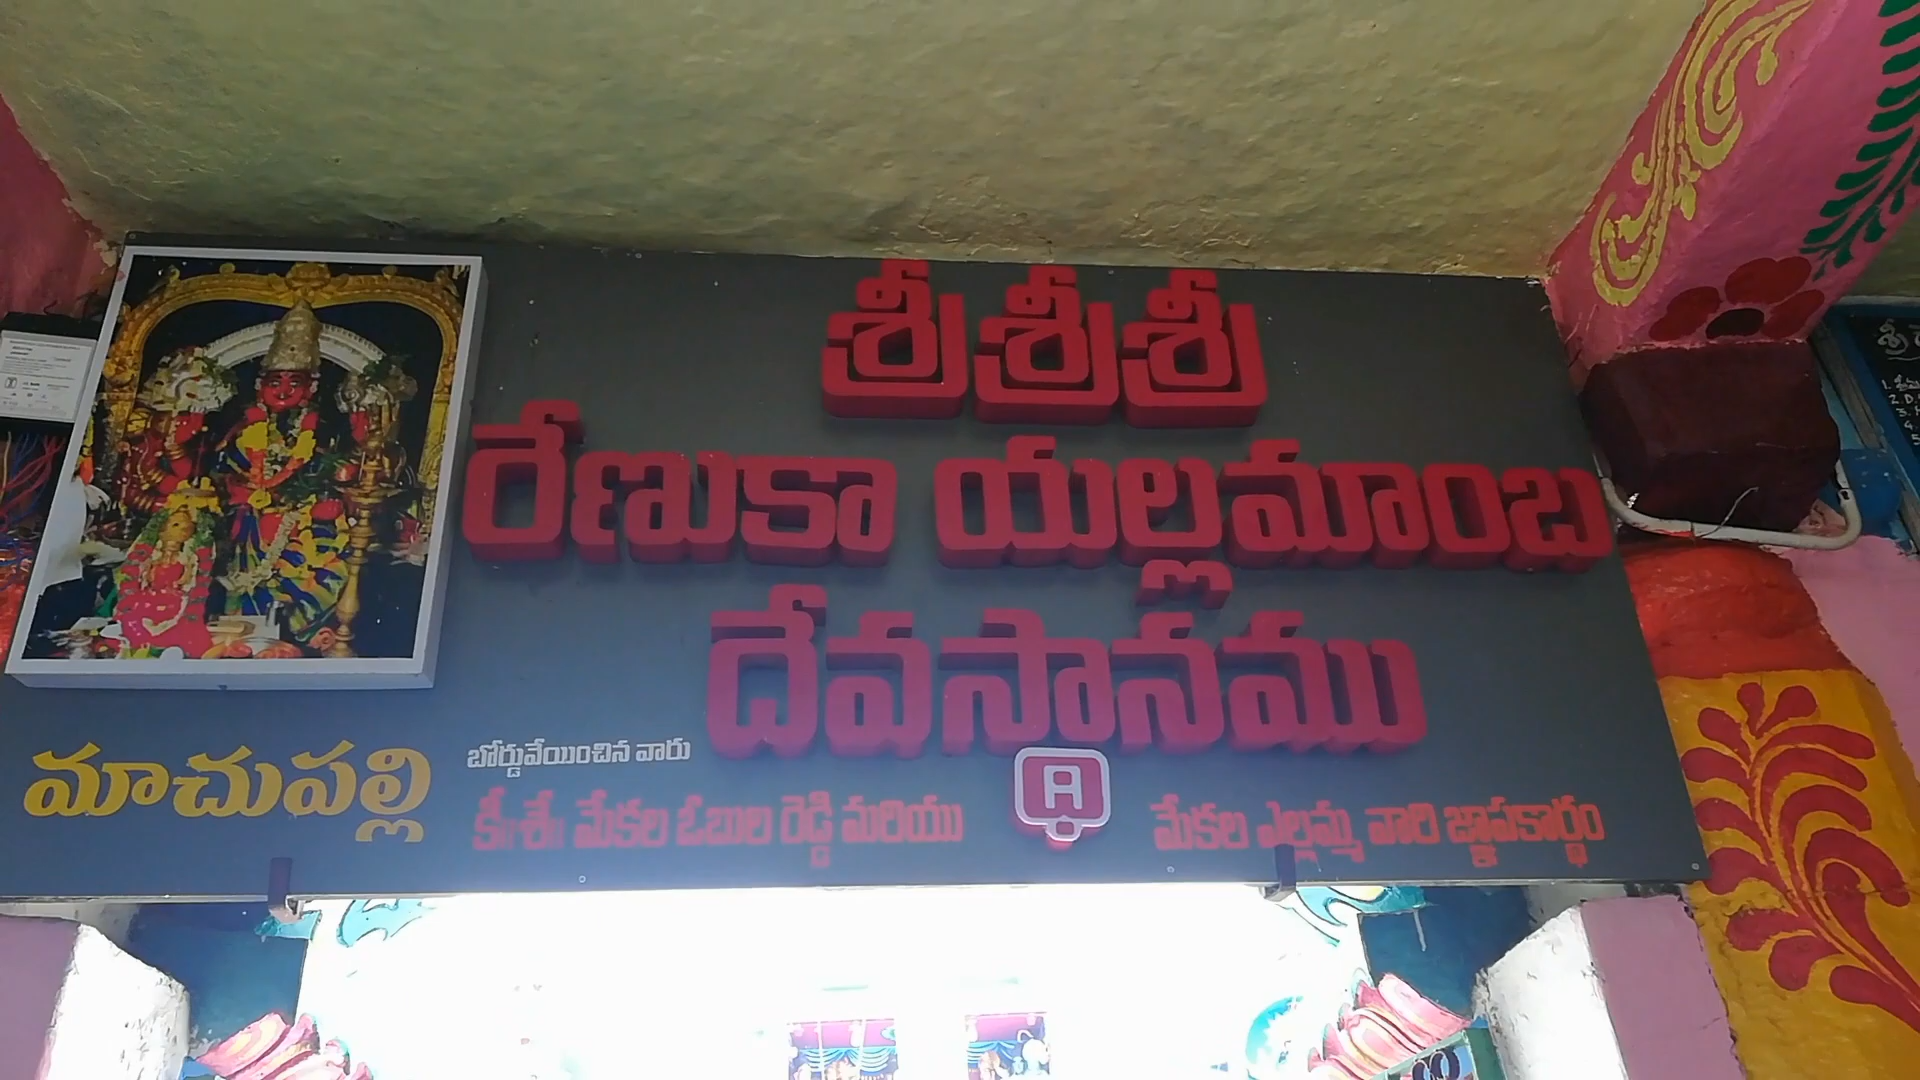 శ్రీశ్రీశ్రీ
రేణుకా యల్లమాంబ
దేవస్థానము
మాచుపల్లి
బోర్డువేయించిన వారు
కీ॥శే॥ మేకల ఓబుల రెడ్డి మరియు మేకల ఎల్లమ్మ వారి జ్ఞాపకార్థం